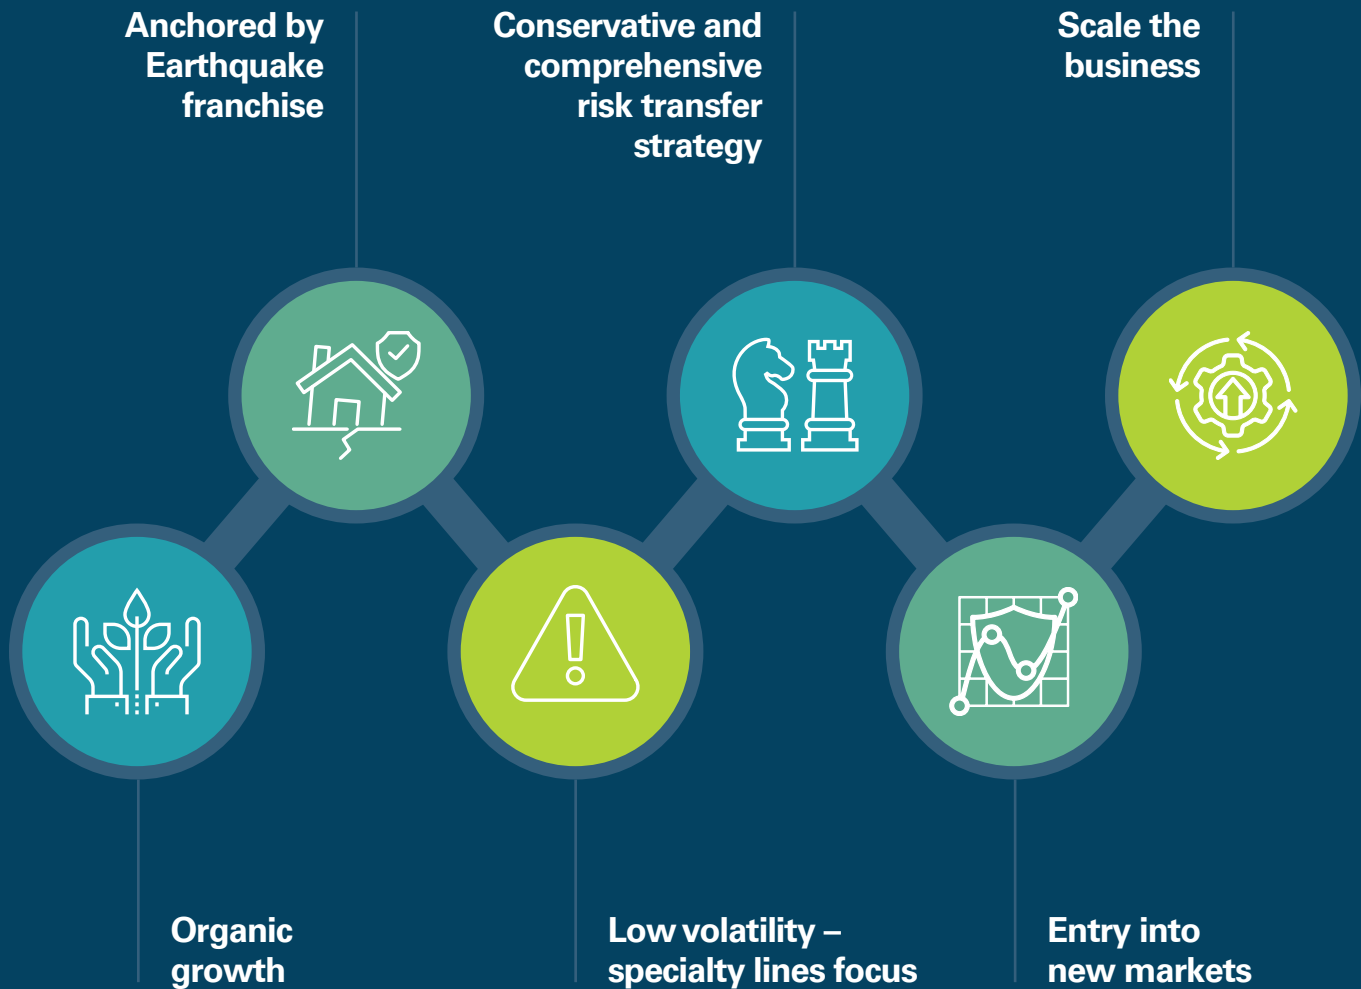 Anchored by
Earthquake
franchise
Conservative and
comprehensive
risk transfer
strategy
Scale the
business
Organic
growth
Low volatility –
specialty lines focus
Entry into
new markets